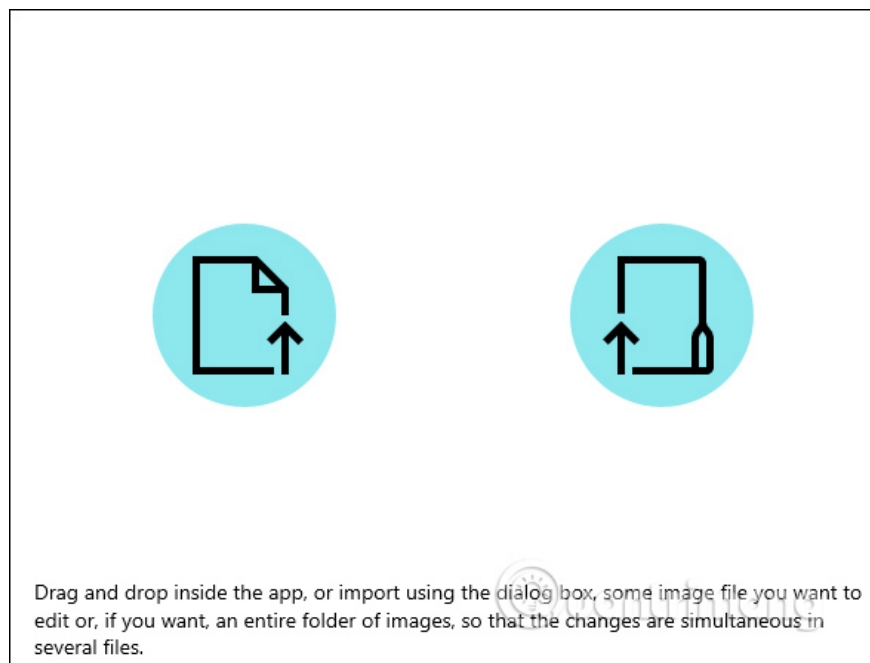 Drag and drop inside the app, or import using the dialog box, some image file you want to
edit or, if you want, an entire folder of images, so that the changes are simultaneous in
several files.
uantrimang